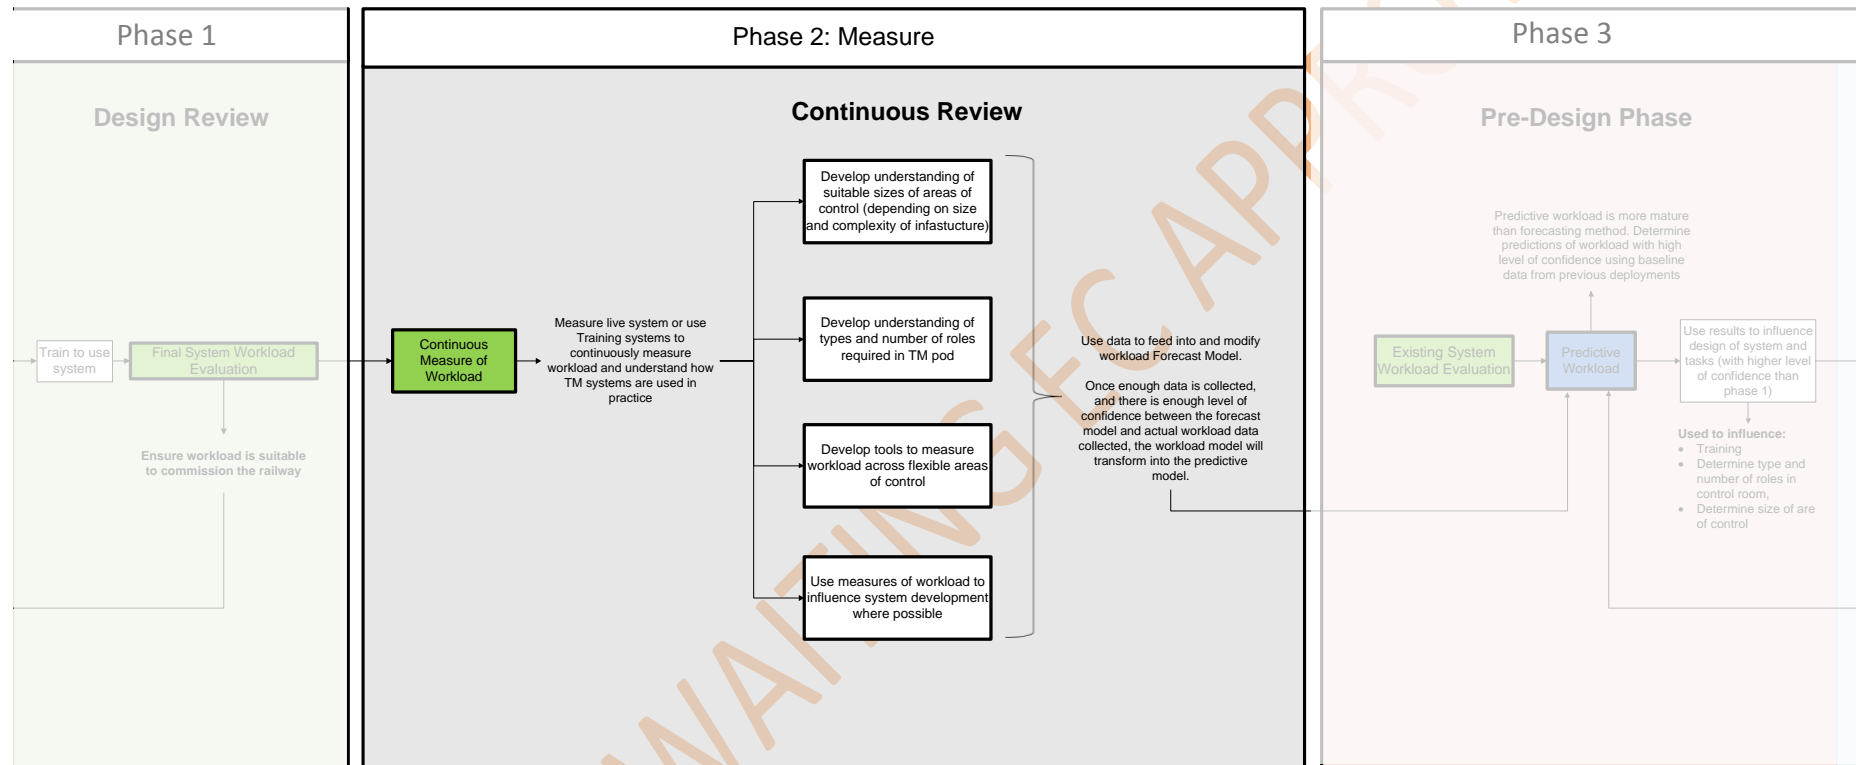 Phase 1
Design Review
Train to use
system
Final System Workload
Evaluation
Ensure workload is suitable
to commission the railway
Phase 2: Measure
Continuous Review
Continuous
Measure of
Workload
Measure live system or use
Training systems to
continuously measure
workload and understand how
TM systems are used in
practice
Develop understanding of
suitable sizes of areas of
control (depending on size
and complexity of infastucture)
Develop understanding of
types and number of roles
required in TM pod
Develop tools to measure
workload across flexible areas
of control
Use measures of workload to
influence system development
where possible
Use data to feed into and modify
workload Forecast Model.
Once enough data is collected,
and there is enough level of
confidence between the forecast
model and actual workload data
collected, the workload model will
transform into the predictive
model.
Phase 3
Pre-Design Phase
Predictive workload is more mature
than forecasting method. Determine
predictions of workload with high
level of confidence using baseline
data from previous deployments
Existing System
Workload Evaluation
Predictive
Workload
Use results to influence
design of system and
tasks (with higher level
of confidence than
phase 1)
Used to influence:
• Training
• Determine type and
number of roles in
control room,
• Determine size of are
of control
WAITING EC APPRO